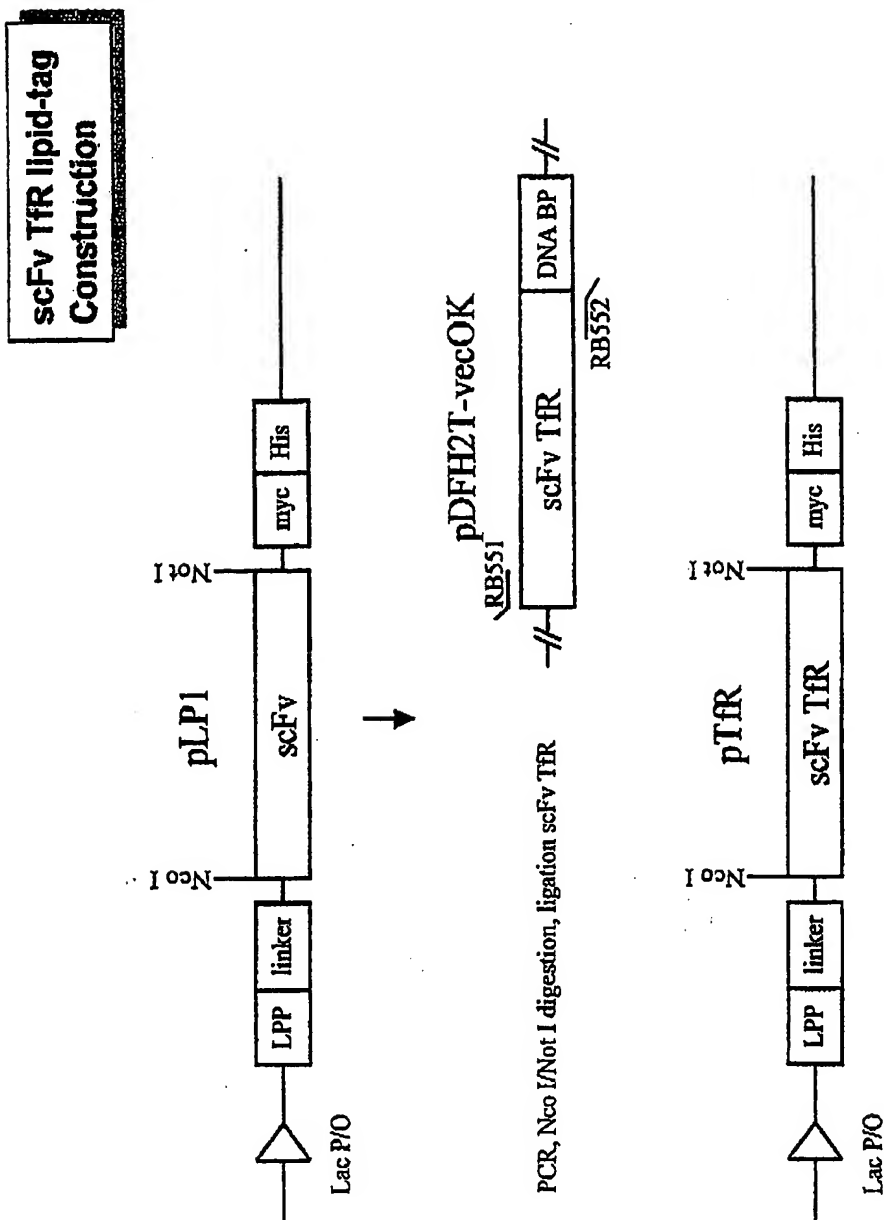 scFv TfR lipid-tag
Construction
pLP1
Nco I
Not I
LPP
linker
scFv
myc
His
Lac P/O
PCR, Nco I/Not I digestion, ligation scFv TfR
pDFH2T-vecOK
RB551
scFv TfR
DNA BP
RB552
pTfR
Nco I
Not I
LPP
linker
scFv TfR
myc
His
Lac P/O